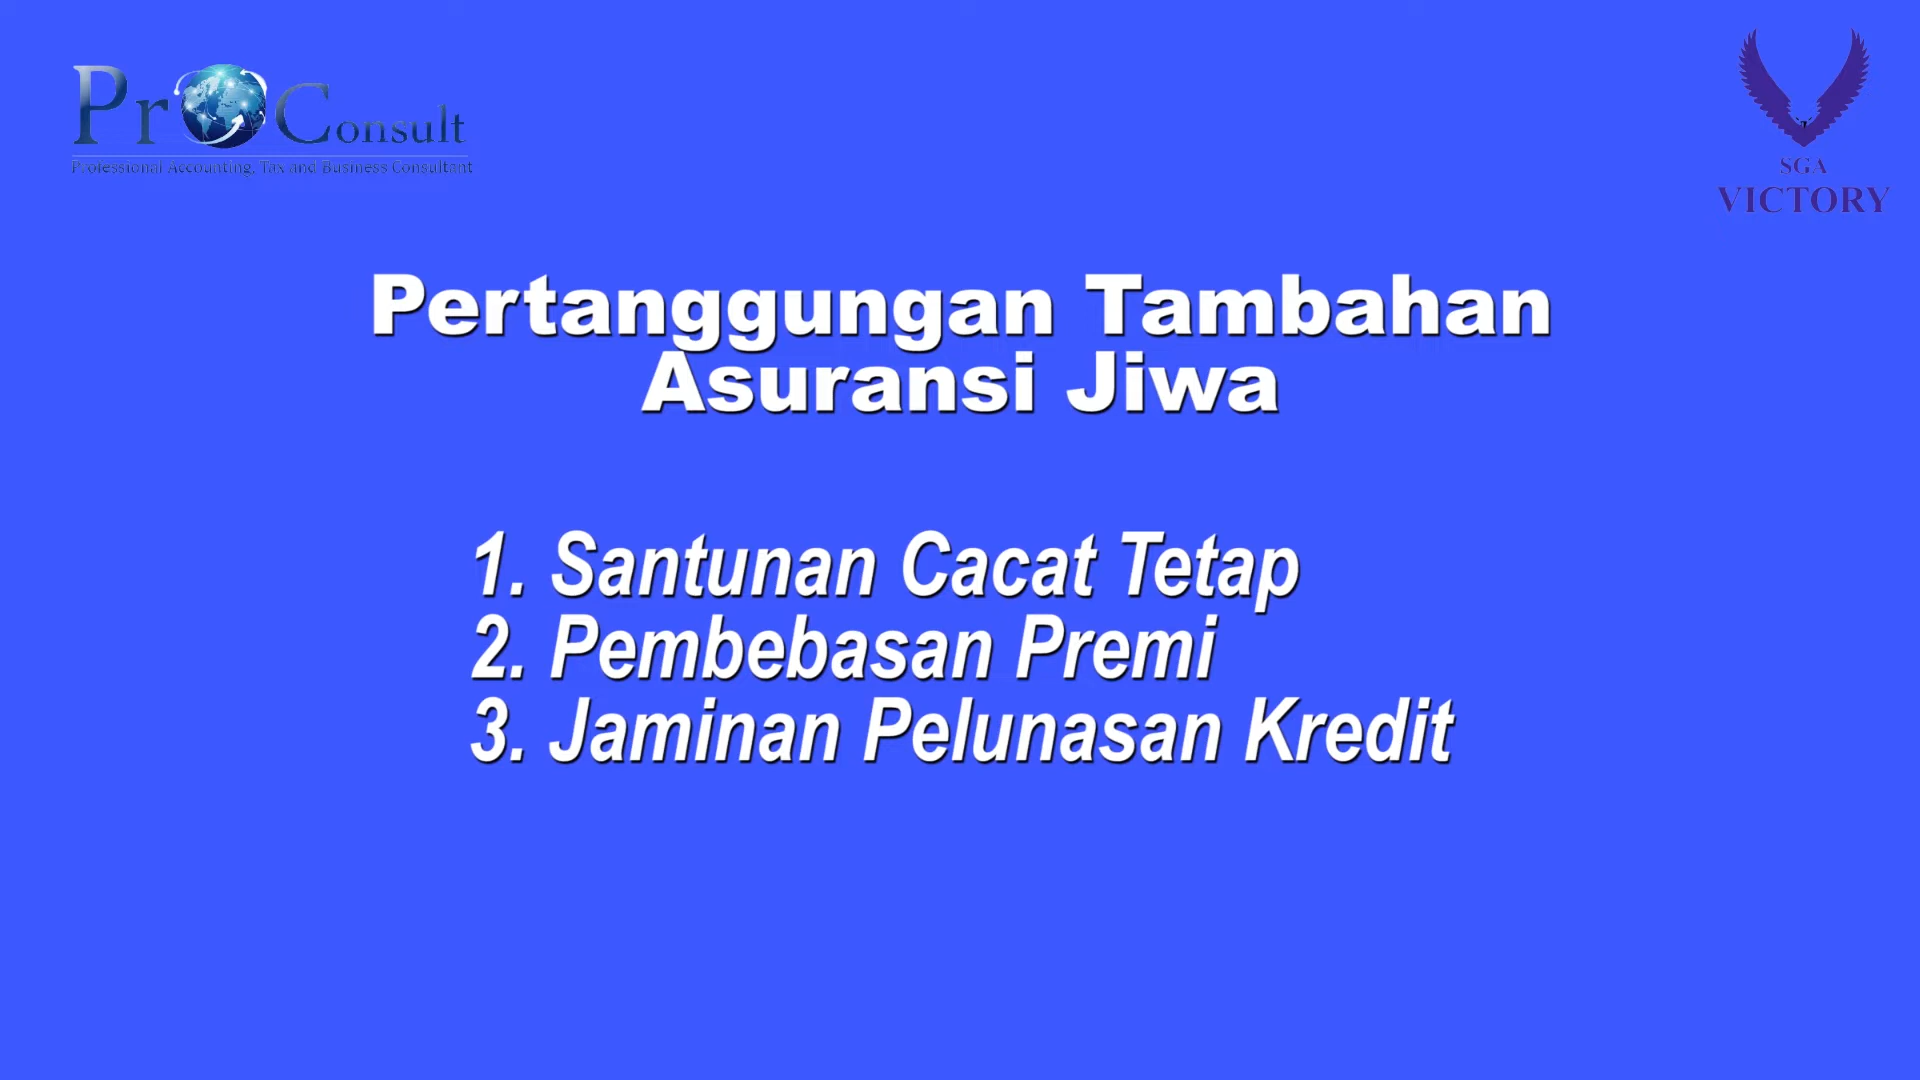 ProConsult
Professional Accounting, Tax and Business Consultant
SGA
VICTORY
Pertanggungan Tambahan
Asuransi Jiwa
1. Santunan Cacat Tetap
2. Pembebasan Premi
3. Jaminan Pelunasan Kredit